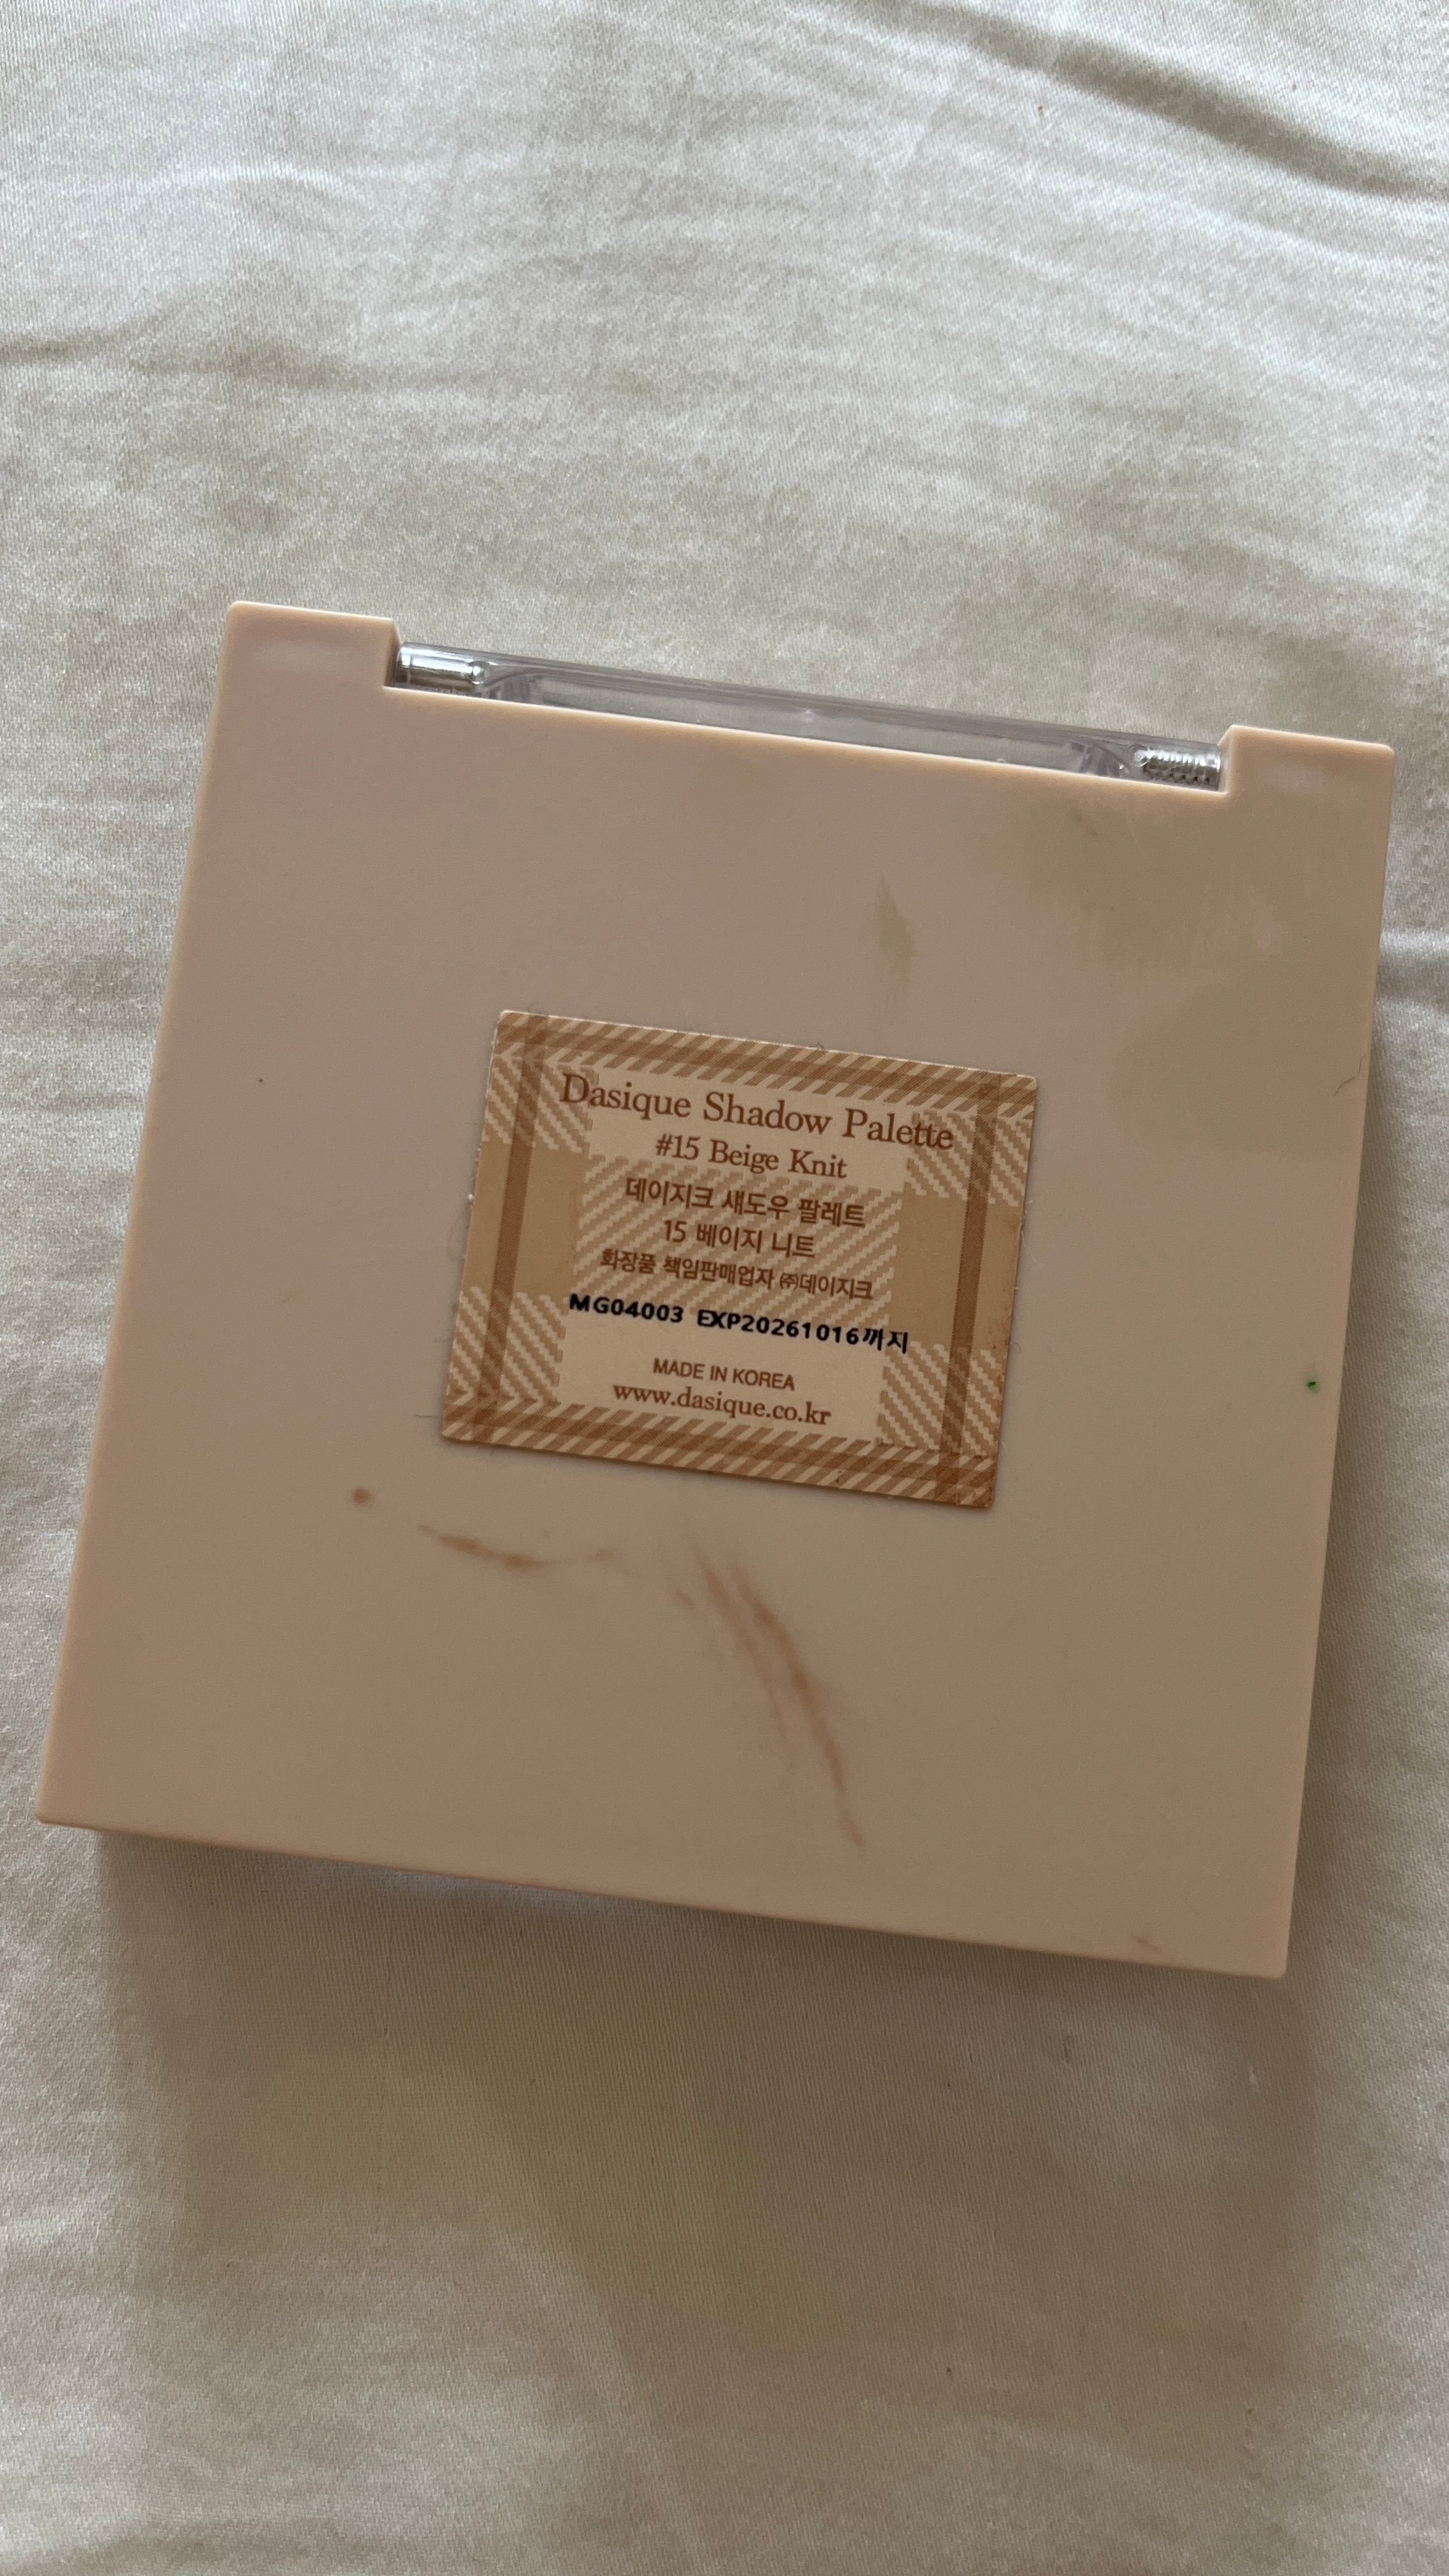 Dasique Shadow Palette
#15 Beige Knit
데이지크 섀도우 팔레트
15 베이지 니트
화장품 책임판매업자 ㈜데이지크
MG04003 EXP20261016까지
MADE IN KOREA
www.dasique.co.kr